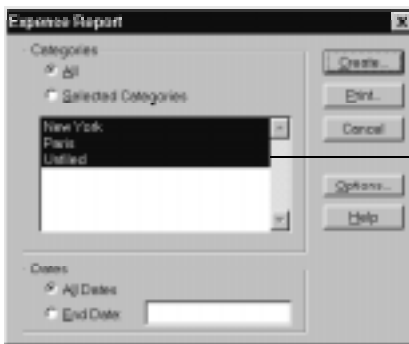 Expense Report
Categories
All
Selected Categories
New York
Paris
Unfiled
Dates
All Dates
End Date:
Create...
Print...
Cancel
Options...
Help